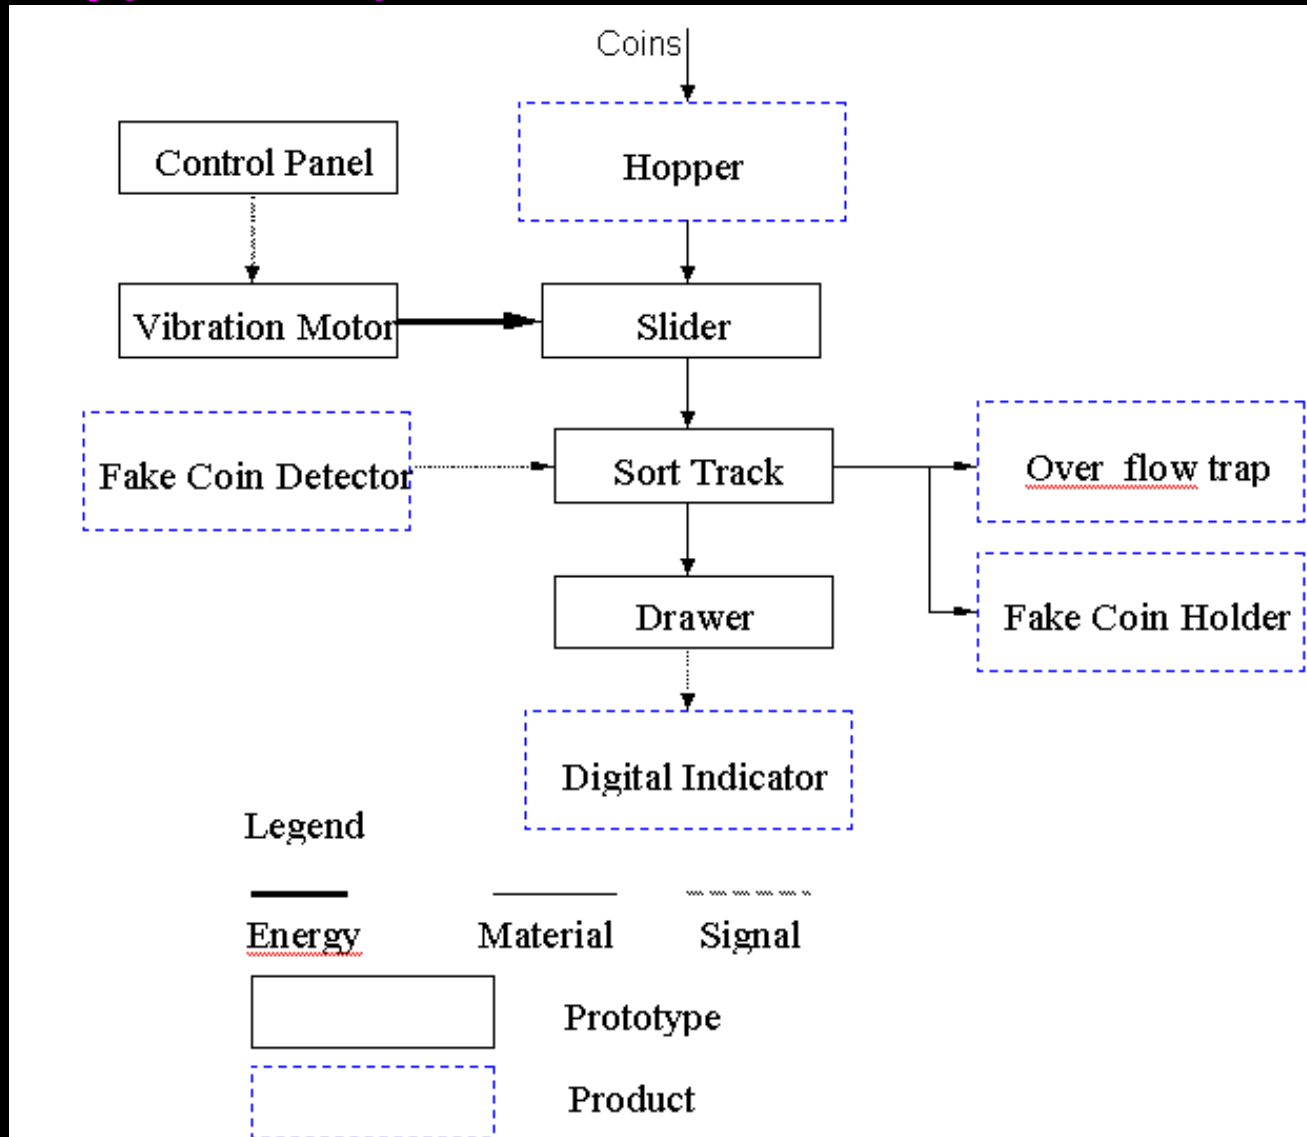 Coins
Control Panel
Hopper
Vibration Motor
Slider
Fake Coin Detector
Sort Track
Over flow trap
Drawer
Fake Coin Holder
Digital Indicator
Legend
Energy
Material
Signal
Prototype
Product